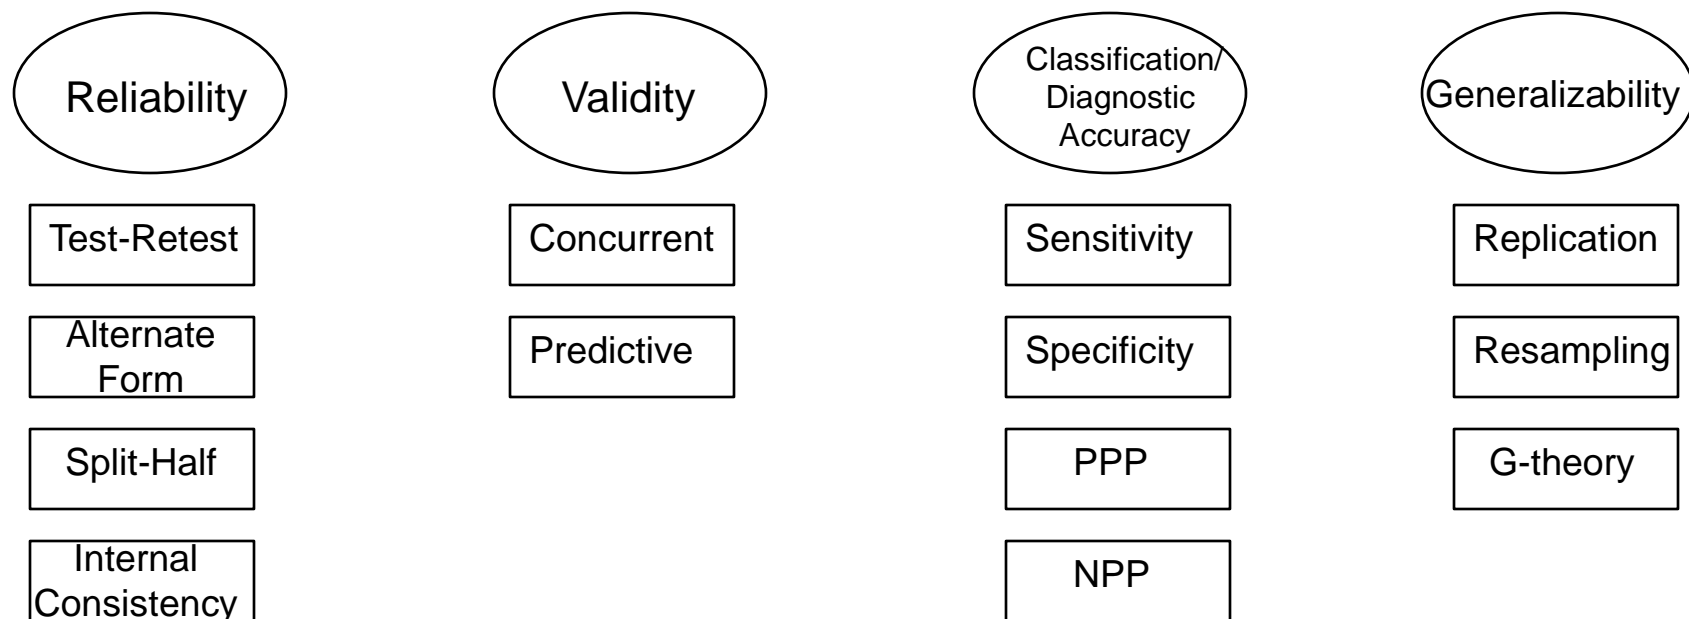 Reliability
Validity
Classification/
Diagnostic
Accuracy
Generalizability
Test-Retest
Concurrent
Sensitivity
Replication
Alternate
Form
Predictive
Specificity
Resampling
Split-Half
PPP
G-theory
Internal
Consistency
NPP